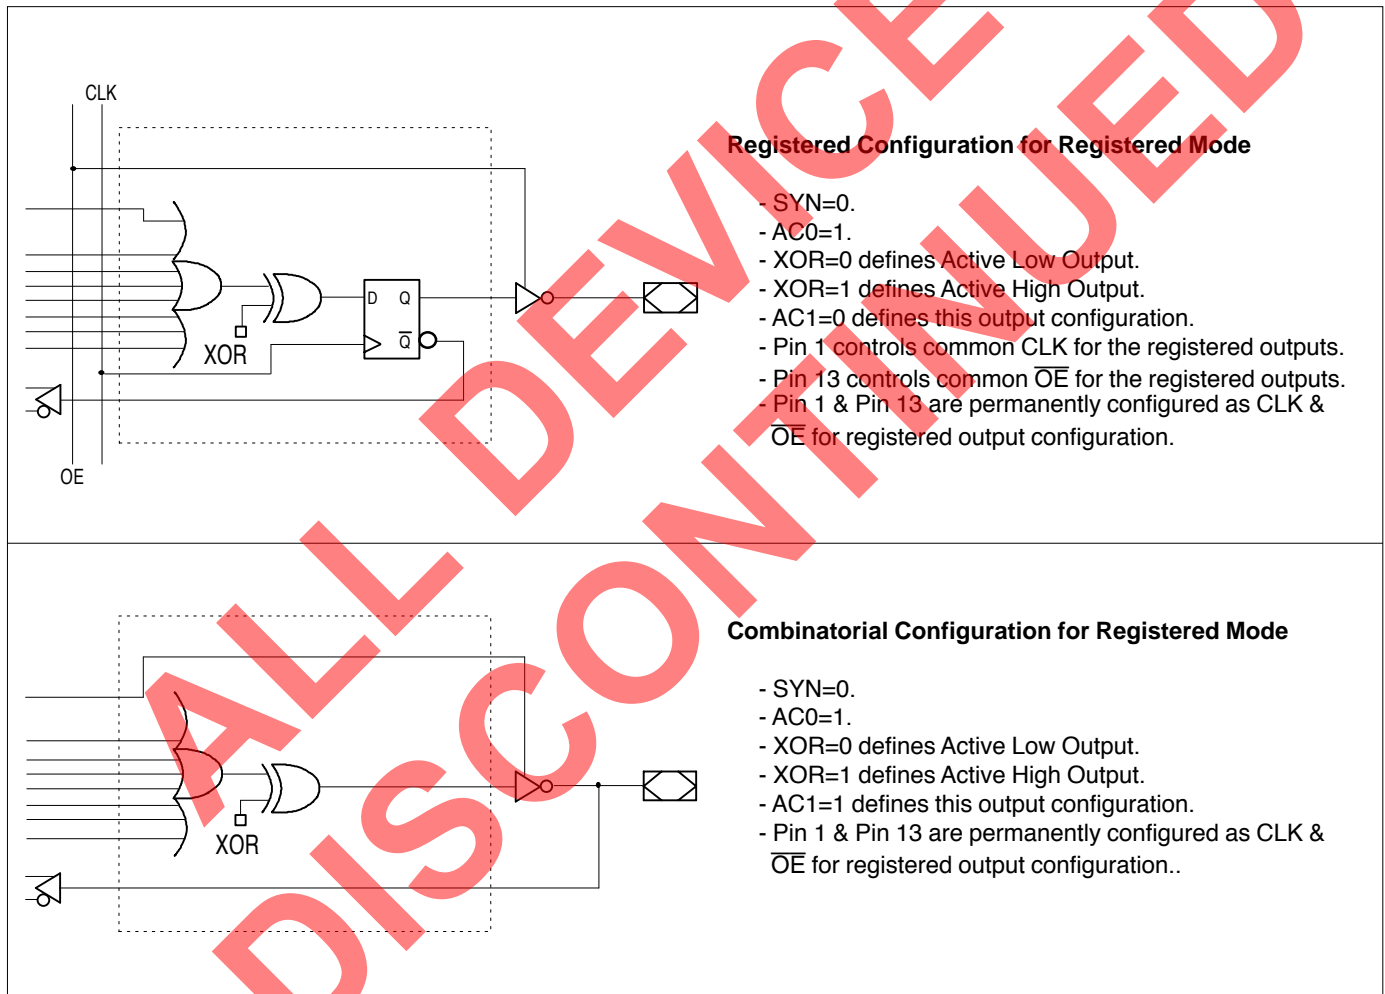 CLK
Registered Configuration for Registered Mode
- SYN=0.
- AC0=1.
- XOR=0 defines Active Low Output.
- XOR=1 defines Active High Output.
- AC1=0 defines this output configuration.
- Pin 1 controls common CLK for the registered outputs.
- Pin 13 controls common O̅E̅ for the registered outputs.
- Pin 1 & Pin 13 are permanently configured as CLK &
O̅E̅ for registered output configuration.
D Q
Q̅
XOR
OE
Combinatorial Configuration for Registered Mode
- SYN=0.
- AC0=1.
- XOR=0 defines Active Low Output.
- XOR=1 defines Active High Output.
- AC1=1 defines this output configuration.
- Pin 1 & Pin 13 are permanently configured as CLK &
O̅E̅ for registered output configuration..
XOR
ALL DEVICE
DISCONTINUED